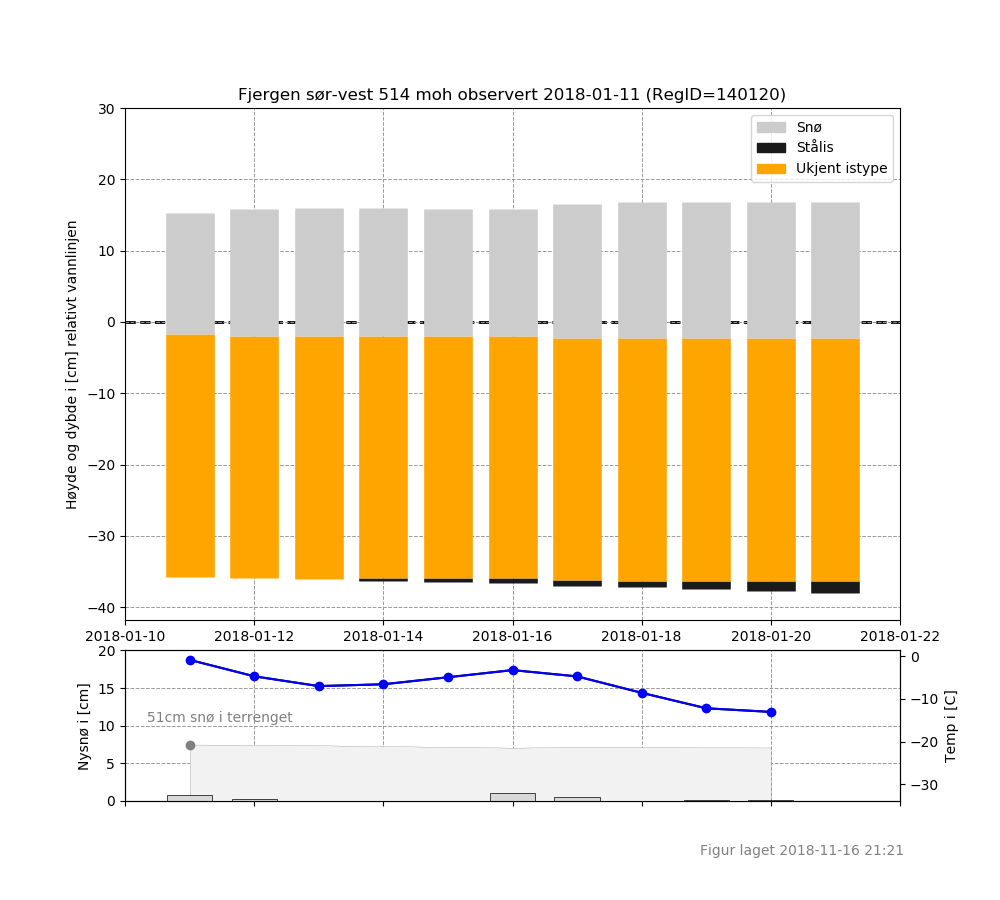 Fjergen sør-vest 514 moh observert 2018-01-11 (RegID=140120)
Snø
Stålis
Ukjent istype
Høyde og dybde i [cm] relativt vannlinjen
30
20
10
0
−10
−20
−30
−40
2018-01-10 2018-01-12 2018-01-14 2018-01-16 2018-01-18 2018-01-20 2018-01-22
Nysnø i [cm]
20
15
10
5
0
51cm snø i terrenget
0
−10
−20
−30
Temp i [C]
Figur laget 2018-11-16 21:21